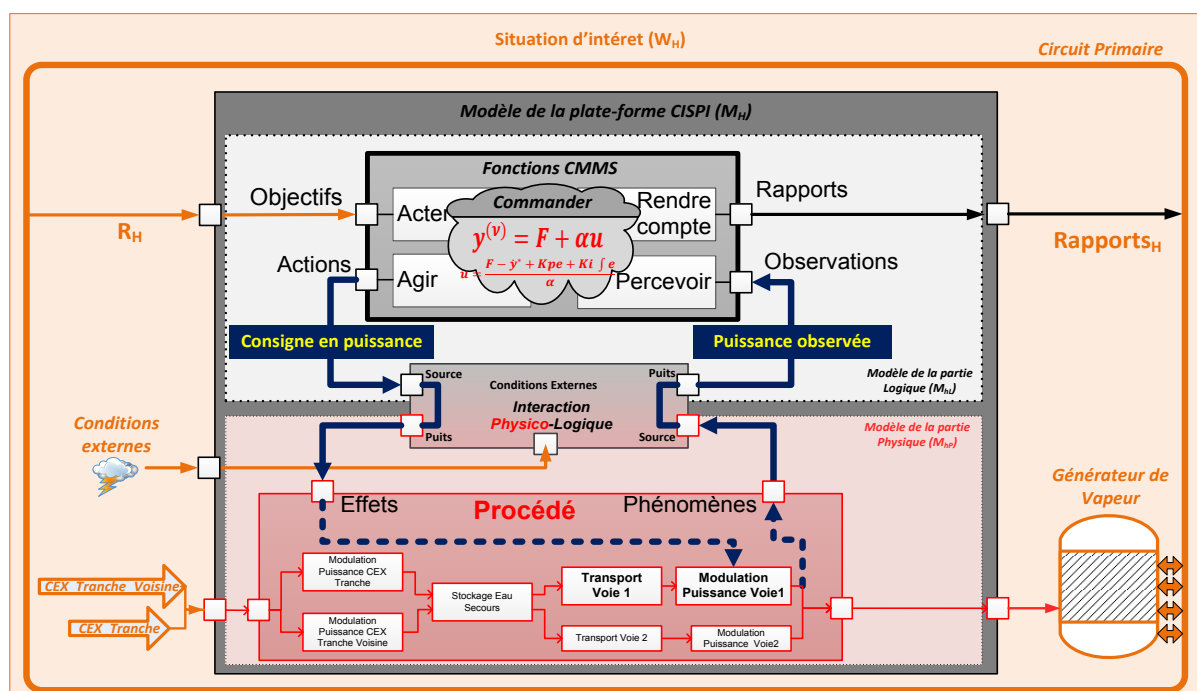 Situation d'intéret (WH)
Circuit Primaire
Modèle de la plate-forme CISPI (MH)
Fonctions CMMS
Objectifs
Acter
Commander
Rendre
compte
Rapports
RH
RapportsH
y(ν) = F + αu
Actions
Agir
u = F − ẏ* + Kpe + Ki ∫ e
α
Percevoir
Observations
Consigne en puissance
Puissance observée
Source
Conditions Externes
Puits
Interaction
Physico-Logique
Puits
Source
Modèle de la partie
Logique (MhL)
Modèle de la partie
Physique (MhP)
Conditions
externes
Effets
Procédé
Phénomènes
Générateur de
Vapeur
Modulation
Puissance CEX
Tranche
Stockage Eau
Secours
Transport
Voie 1
Modulation
Puissance Voie1
CEX Tranche Voisine
CEX Tranche
Modulation
Puissance CEX
Tranche Voisine
Transport Voie 2
Modulation
Puissance Voie2